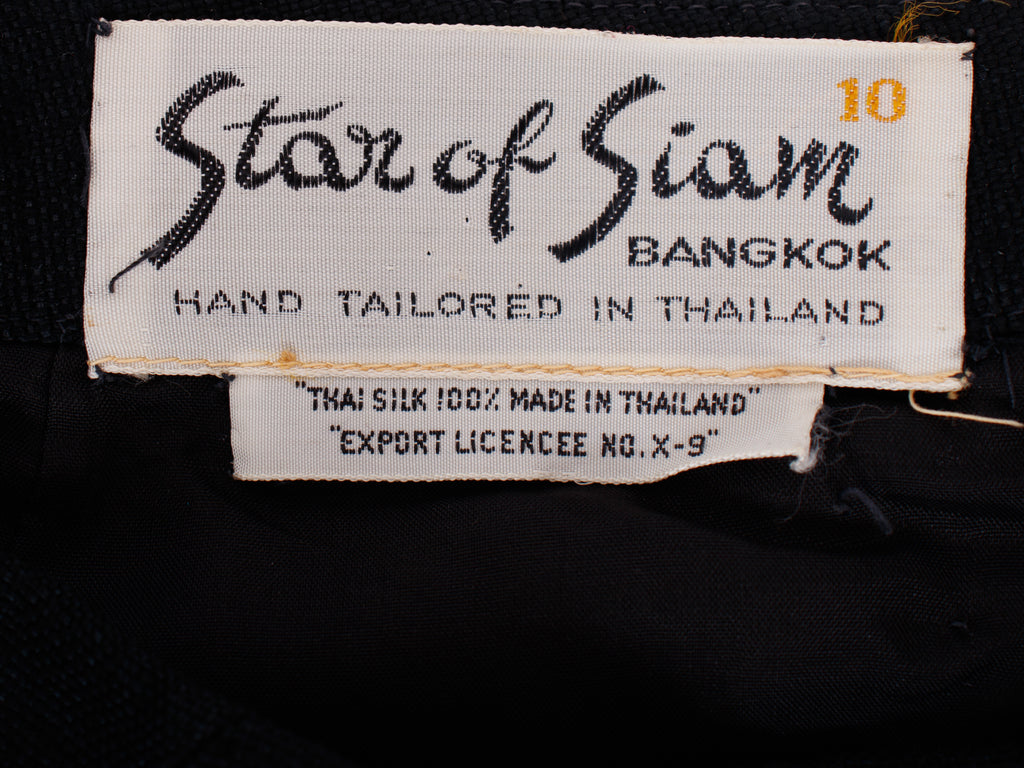 10
Star of Siam
BANGKOK
HAND TAILORED IN THAILAND
"THAI SILK 100% MADE IN THAILAND"
"EXPORT LICENCEE NO. X-9"